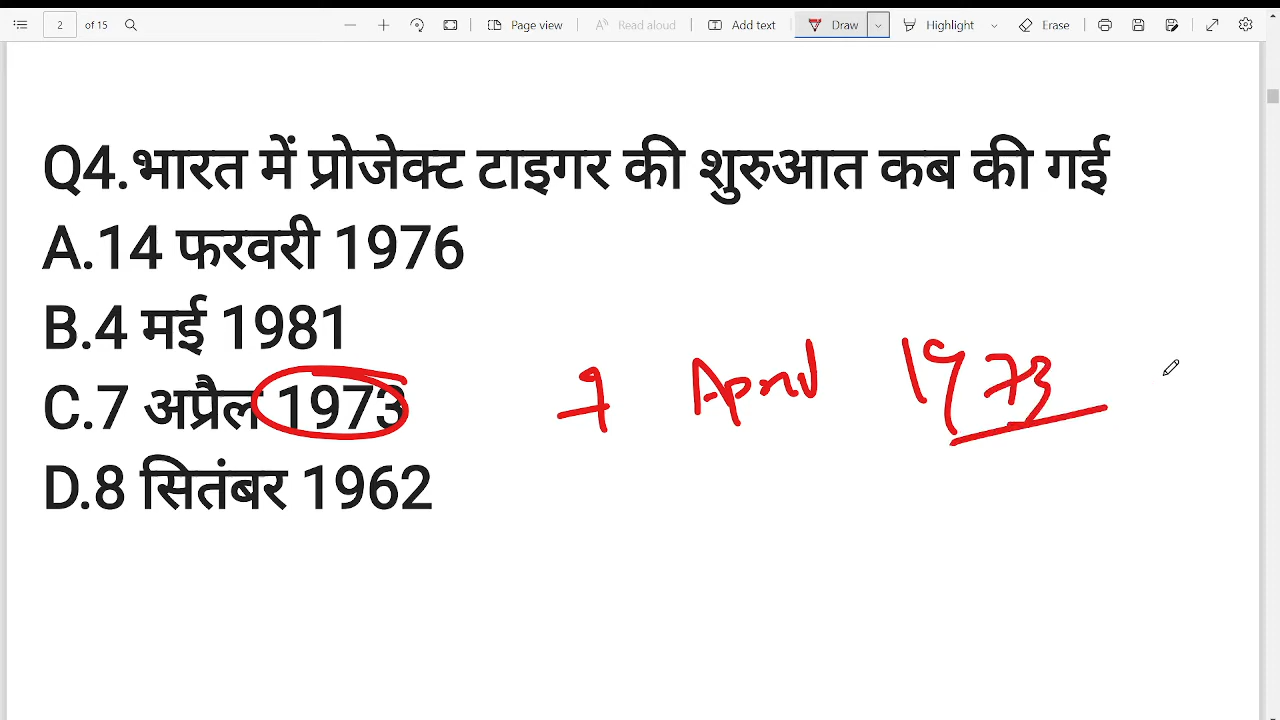 2 of 15 Page view Read aloud Add text Draw Highlight Erase
Q4.भारत में प्रोजेक्ट टाइगर की शुरुआत कब की गई
A.14 फरवरी 1976
B.4 मई 1981
C.7 अप्रैल 1973
7 April 1973
D.8 सितंबर 1962